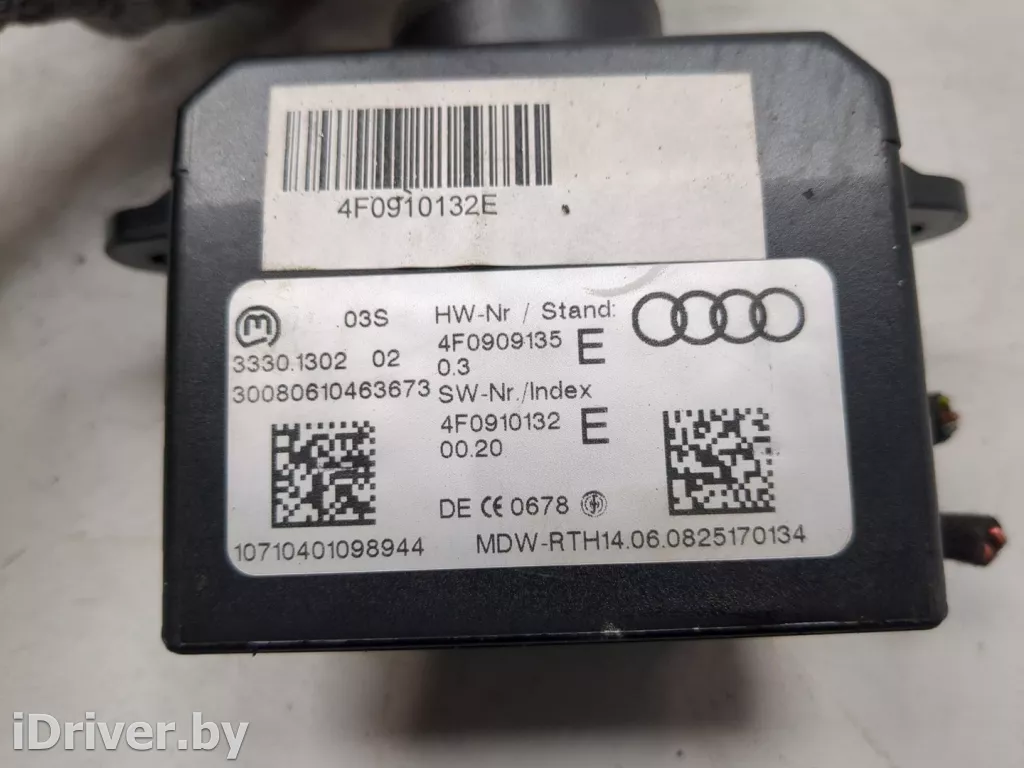 4F0910132E
03S
HW-Nr / Stand:
3330.1302 02
4F0909135 E
0.3
30080610463673
SW-Nr./Index
4F0910132 E
00.20
DE CE 0678
10710401098944
MDW-RTH14.06.0825170134
iDriver.by